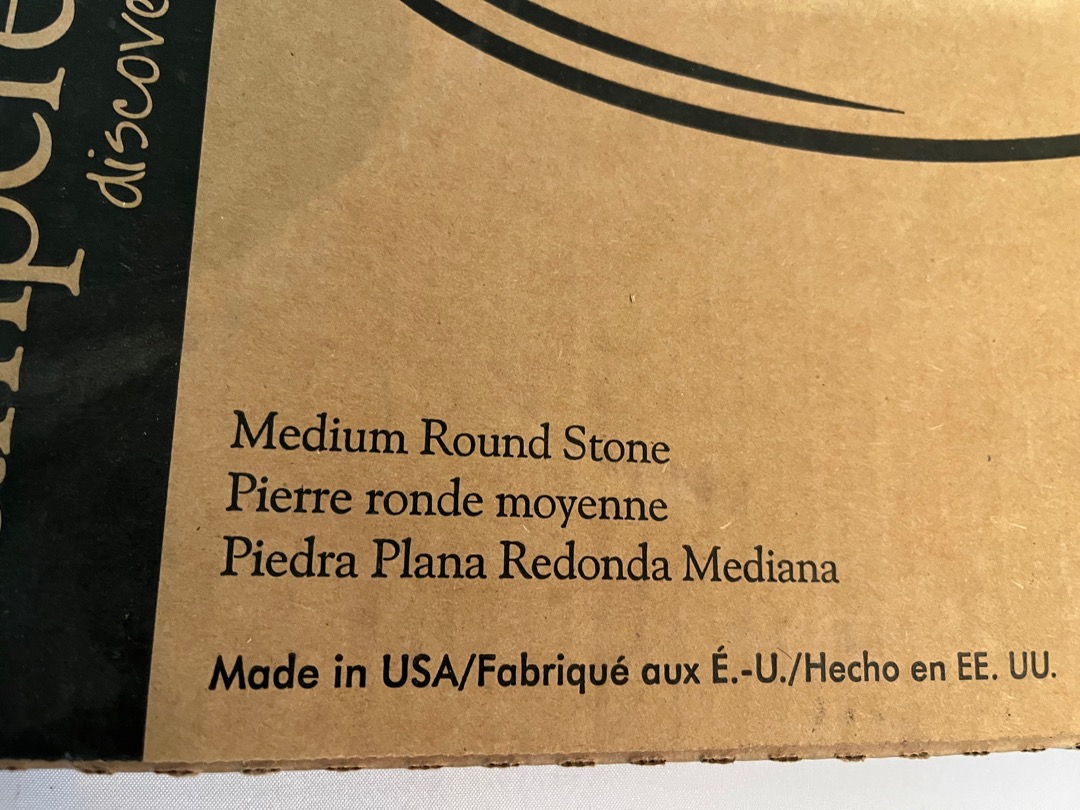 discove
Medium Round Stone
Pierre ronde moyenne
Piedra Plana Redonda Mediana
Made in USA/Fabriqué aux É.-U./Hecho en EE. UU.